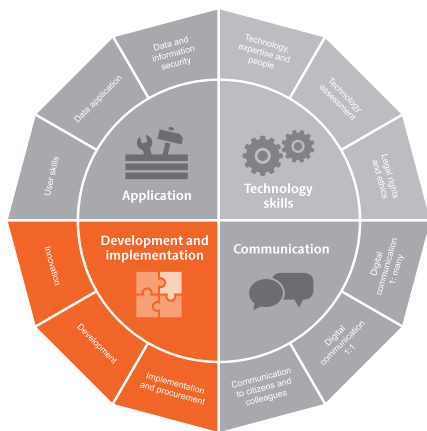 Data and
information
security
Technology,
expertise and
people
Data application
Technology
assessment
User skills
Legal rights
and ethics
Application
Technology
skills
Development and
implementation
Communication
Innovation
Digital
communication
1: many
Development
Digital
communication
1:1
Implementation
and procurement
Communication
to citizens and
colleagues